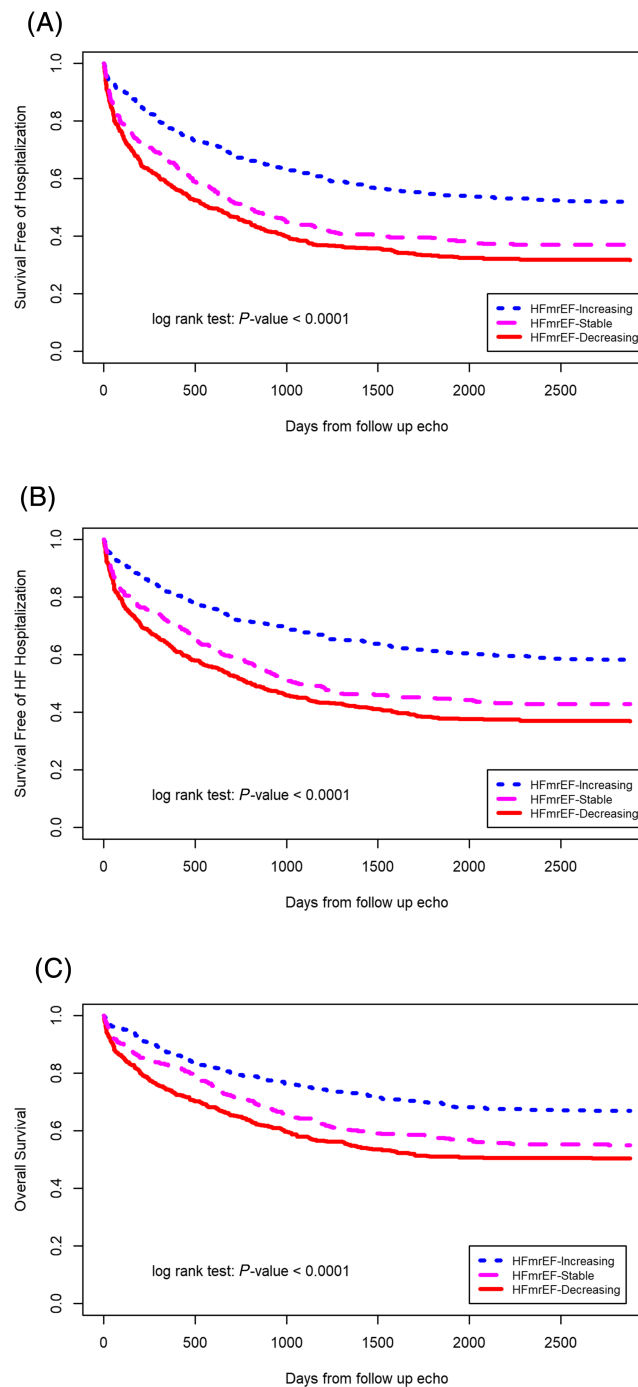 (A)
Survival Free of Hospitalization
1.0
0.8
0.6
0.4
0.2
0.0
log rank test: P-value < 0.0001
HFmrEF-Increasing
HFmrEF-Stable
HFmrEF-Decreasing
0 500 1000 1500 2000 2500
Days from follow up echo
(B)
Survival Free of HF Hospitalization
1.0
0.8
0.6
0.4
0.2
0.0
log rank test: P-value < 0.0001
HFmrEF-Increasing
HFmrEF-Stable
HFmrEF-Decreasing
0 500 1000 1500 2000 2500
Days from follow up echo
(C)
Overall Survival
1.0
0.8
0.6
0.4
0.2
0.0
log rank test: P-value < 0.0001
HFmrEF-Increasing
HFmrEF-Stable
HFmrEF-Decreasing
0 500 1000 1500 2000 2500
Days from follow up echo